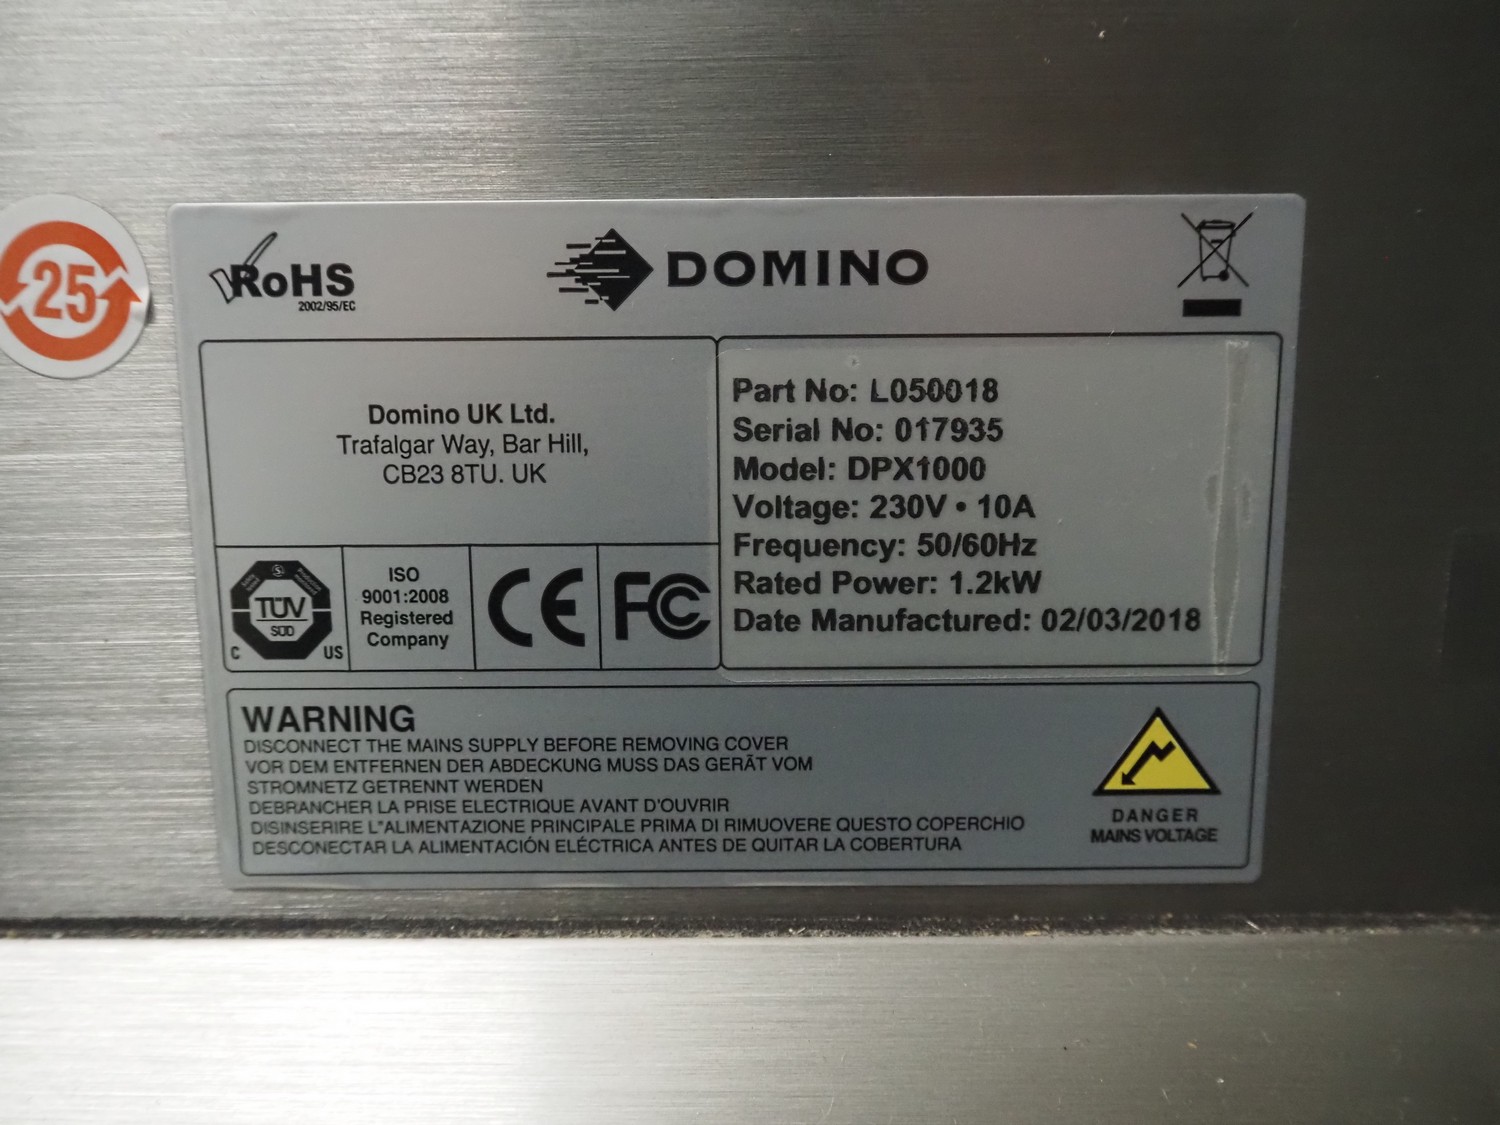 25
RoHS
2002/95/EC
DOMINO
Domino UK Ltd.
Trafalgar Way, Bar Hill,
CB23 8TU. UK
Part No: L050018
Serial No: 017935
Model: DPX1000
Voltage: 230V • 10A
Frequency: 50/60Hz
Rated Power: 1.2kW
Date Manufactured: 02/03/2018
TÜV
SÜD
C US
ISO
9001:2008
Registered
Company
CE
FC
WARNING
DISCONNECT THE MAINS SUPPLY BEFORE REMOVING COVER
VOR DEM ENTFERNEN DER ABDECKUNG MUSS DAS GERÄT VOM
STROMNETZ GETRENNT WERDEN
DEBRANCHER LA PRISE ELECTRIQUE AVANT D'OUVRIR
DISINSERIRE L"ALIMENTAZIONE PRINCIPALE PRIMA DI RIMUOVERE QUESTO COPERCHIO
DESCONECTAR LA ALIMENTACIÓN ELÉCTRICA ANTES DE QUITAR LA COBERTURA
DANGER
MAINS VOLTAGE